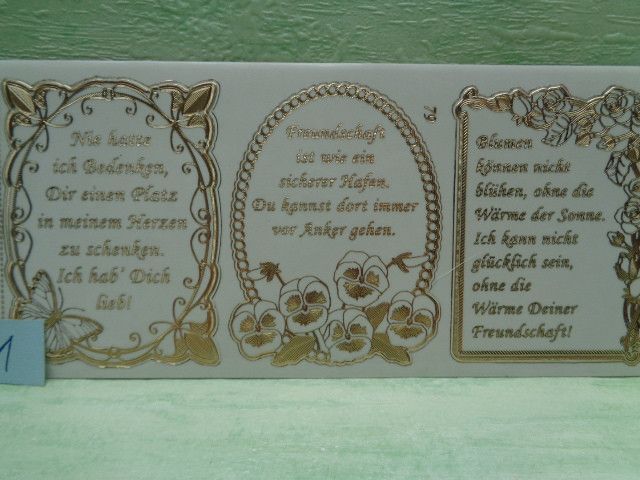 Nie hatte
ich Bedenken,
Dir einen Platz
in meinem Herzen
zu schenken.
Ich hab' Dich
lieb!
Freundschaft
ist wie ein
sicherer Hafen.
Du kannst dort immer
vor Anker gehen.
79
Blumen
können nicht
blühen, ohne die
Wärme der Sonne.
Ich kann nicht
glücklich sein,
ohne die
Wärme Deiner
Freundschaft!
1